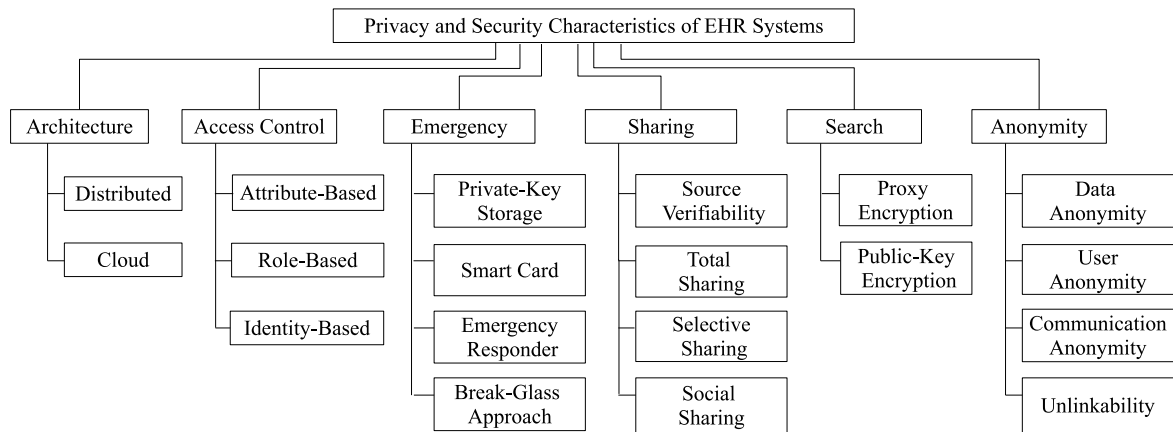 Privacy and Security Characteristics of EHR Systems
Architecture
Distributed
Cloud
Access Control
Attribute-Based
Role-Based
Identity-Based
Emergency
Private-Key
Storage
Smart Card
Emergency
Responder
Break-Glass
Approach
Sharing
Source
Verifiability
Total
Sharing
Selective
Sharing
Social
Sharing
Search
Proxy
Encryption
Public-Key
Encryption
Anonymity
Data
Anonymity
User
Anonymity
Communication
Anonymity
Unlinkability